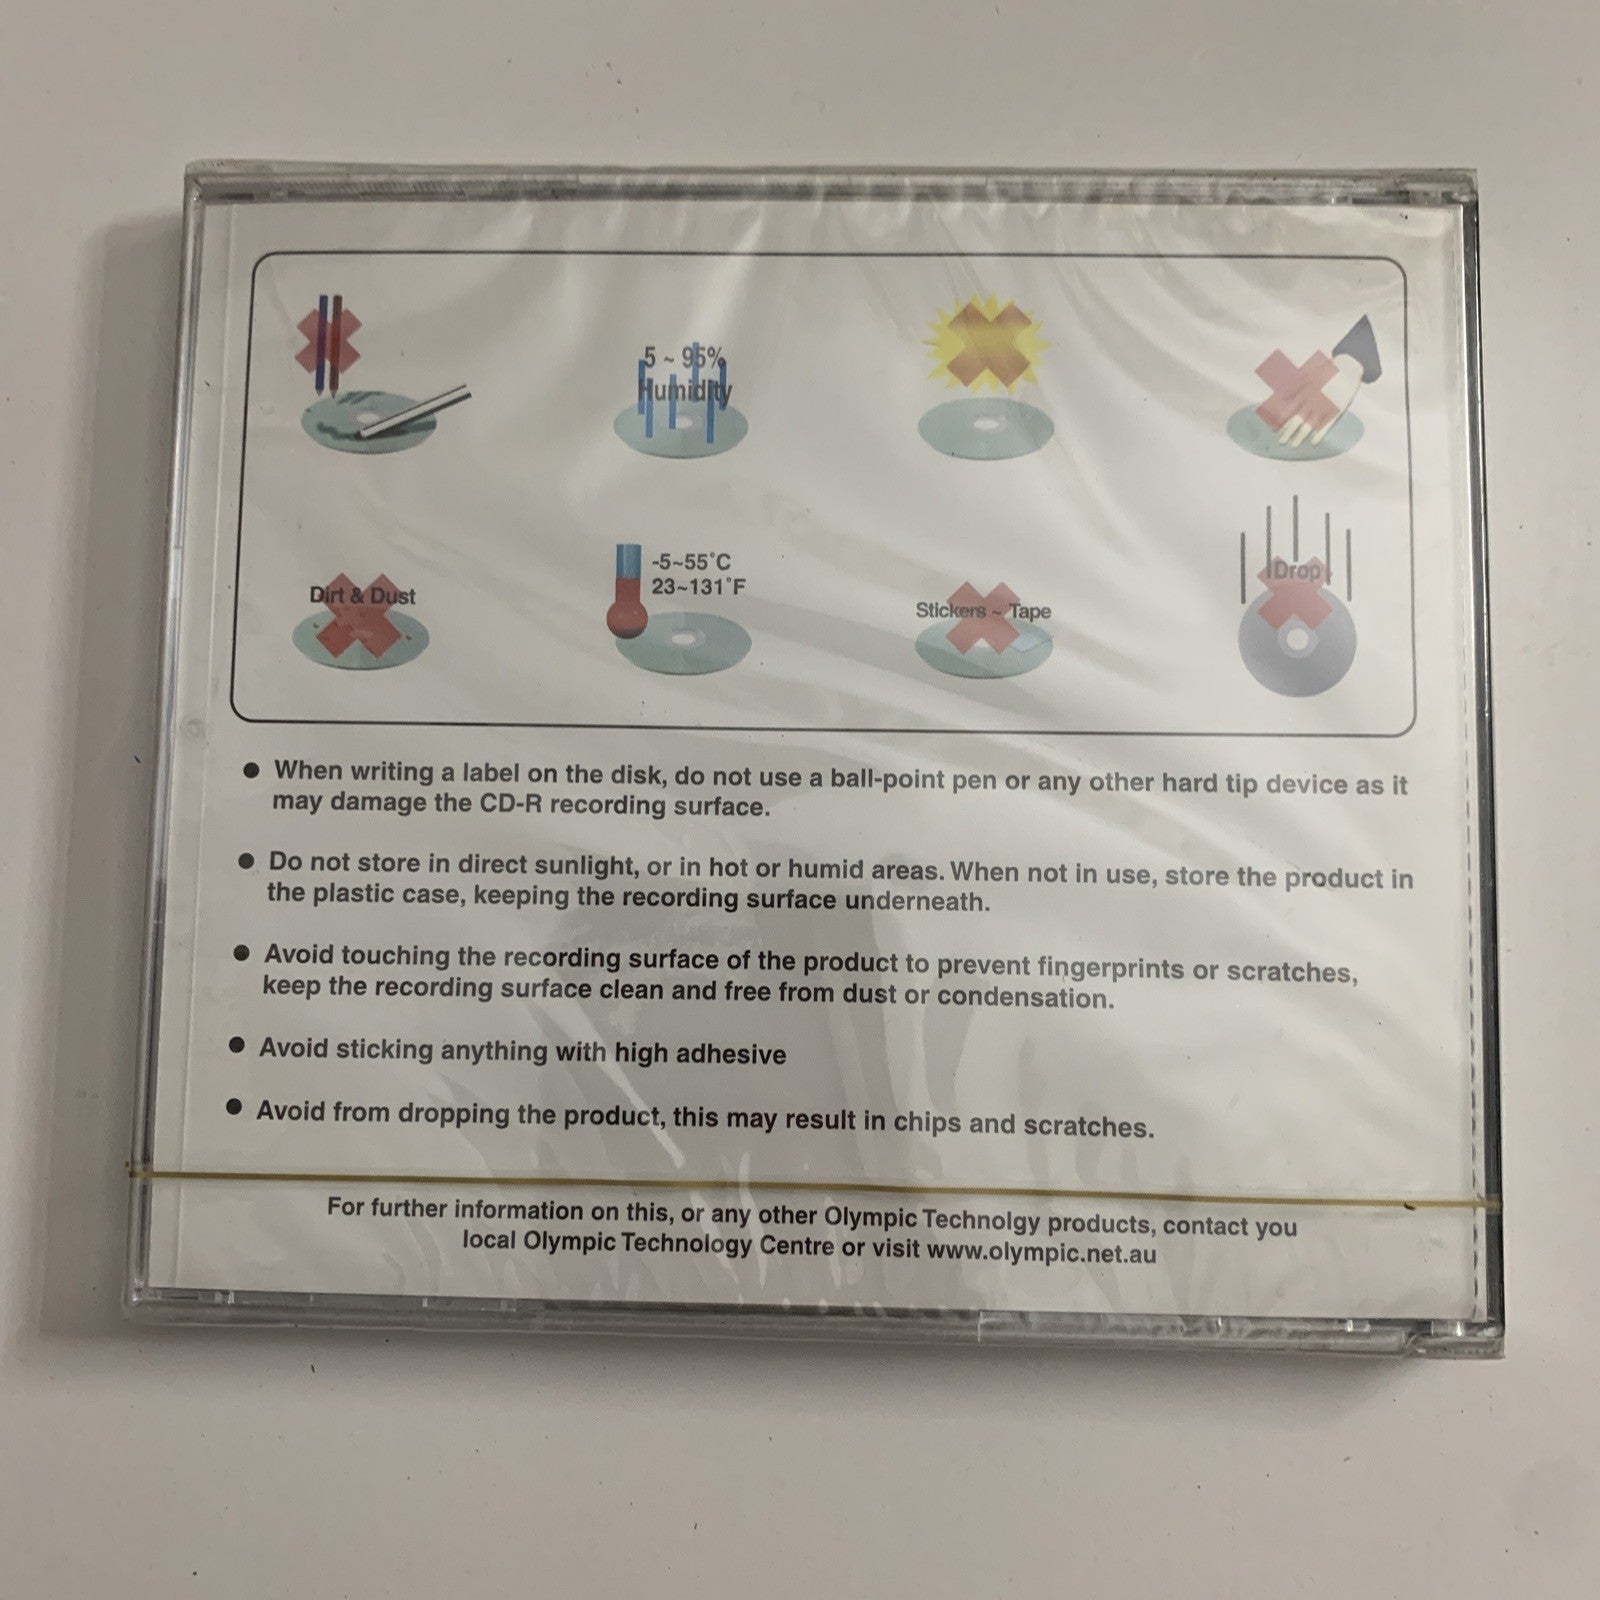 5 ~ 95%
Humidity
Dirt & Dust
-5~55°C
23~131°F
Stickers ~ Tape
Drop
● When writing a label on the disk, do not use a ball-point pen or any other hard tip device as it
may damage the CD-R recording surface.
● Do not store in direct sunlight, or in hot or humid areas. When not in use, store the product in
the plastic case, keeping the recording surface underneath.
● Avoid touching the recording surface of the product to prevent fingerprints or scratches,
keep the recording surface clean and free from dust or condensation.
● Avoid sticking anything with high adhesive
● Avoid from dropping the product, this may result in chips and scratches.
For further information on this, or any other Olympic Technolgy products, contact you
local Olympic Technology Centre or visit www.olympic.net.au